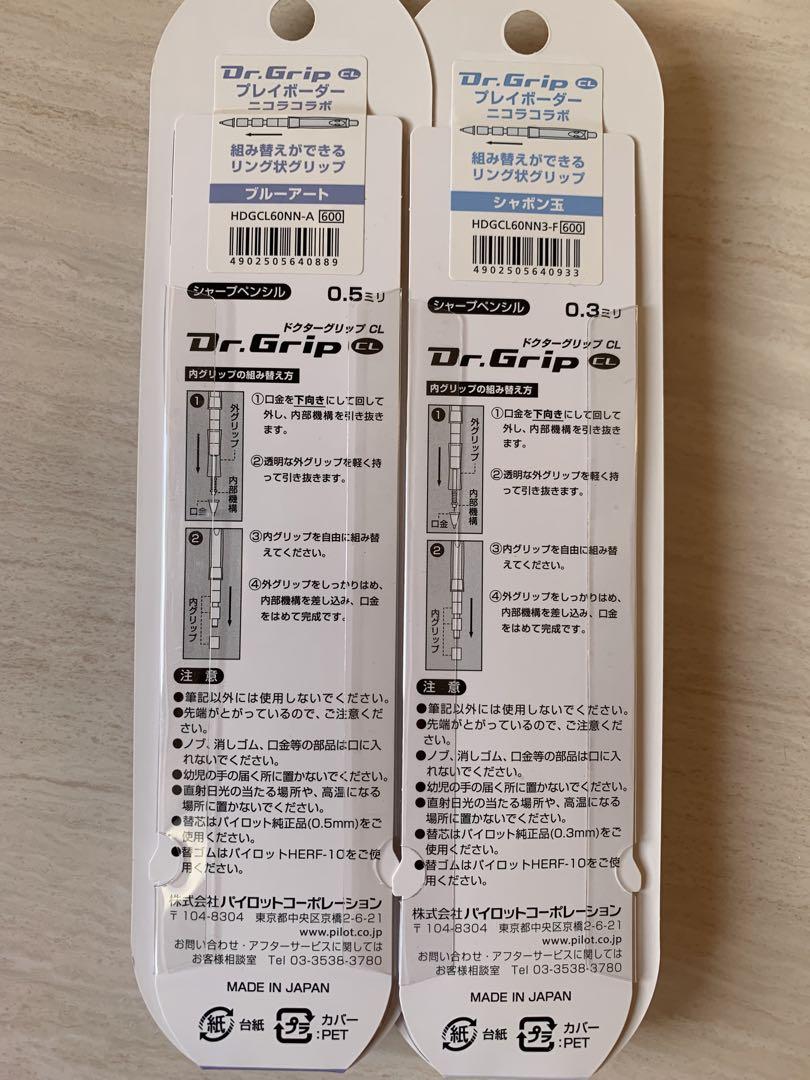 Dr.Grip CL
プレイボーダー
ニコラコラボ
組み替えができる
リング状グリップ
ブルーアート
HDGCL60NN-A 600
4902505640889
シャープペンシル 0.5ミリ
ドクターグリップ CL
Dr.Grip CL
内グリップの組み替え方
1
外グリップ
内部機構
口金
①口金を下向きにして回して
外し、内部機構を引き抜き
ます。
②透明な外グリップを軽く持
って引き抜きます。
2
内グリップ
③内グリップを自由に組み替
えてください。
④外グリップをしっかりはめ、
内部機構を差し込み、口金
をはめて完成です。
注意
●筆記以外には使用しないでください。
●先端がとがっているので、ご注意くだ
さい。
●ノブ、消しゴム、口金等の部品は口に入
れないでください。
●幼児の手の届く所に置かないでください。
●直射日光の当たる場所や、高温になる
場所に置かないでください。
●替芯はパイロット純正品(0.5mm)をご
使用ください。
●替ゴムはパイロットHERF-10をご使
用ください。
株式会社パイロットコーポレーション
〒104-8304 東京都中央区京橋2-6-21
www.pilot.co.jp
お問い合わせ・アフターサービスに関しては
お客様相談室 Tel 03-3538-3780
MADE IN JAPAN
紙 台紙 プラ カバー
:PET
Dr.Grip CL
プレイボーダー
ニコラコラボ
組み替えができる
リング状グリップ
シャボン玉
HDGCL60NN3-F 600
4902505640933
シャープペンシル 0.3ミリ
ドクターグリップ CL
Dr.Grip CL
内グリップの組み替え方
1
外グリップ
内部機構
口金
①口金を下向きにして回して
外し、内部機構を引き抜き
ます。
②透明な外グリップを軽く持
って引き抜きます。
2
内グリップ
③内グリップを自由に組み替
えてください。
④外グリップをしっかりはめ、
内部機構を差し込み、口金
をはめて完成です。
注意
●筆記以外には使用しないでください。
●先端がとがっているので、ご注意くだ
さい。
●ノブ、消しゴム、口金等の部品は口に入
れないでください。
●幼児の手の届く所に置かないでください。
●直射日光の当たる場所や、高温になる
場所に置かないでください。
●替芯はパイロット純正品(0.3mm)をご
使用ください。
●替ゴムはパイロットHERF-10をご使
用ください。
株式会社パイロットコーポレーション
〒104-8304 東京都中央区京橋2-6-21
www.pilot.co.jp
お問い合わせ・アフターサービスに関しては
お客様相談室 Tel 03-3538-3780
MADE IN JAPAN
紙 台紙 プラ カバー
:PET